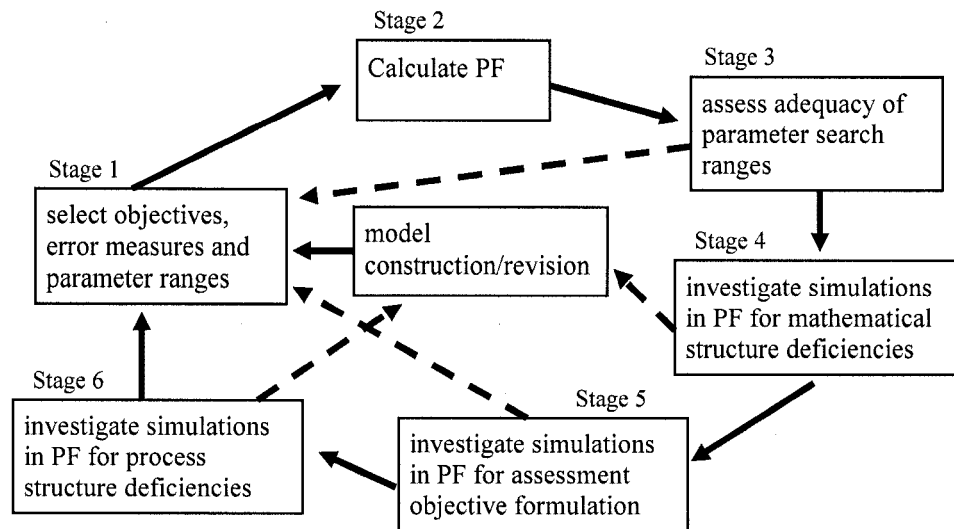 Stage 1
select objectives,
error measures and
parameter ranges
Stage 2
Calculate PF
Stage 3
assess adequacy of
parameter search
ranges
model
construction/revision
Stage 4
investigate simulations
in PF for mathematical
structure deficiencies
Stage 5
investigate simulations
in PF for assessment
objective formulation
Stage 6
investigate simulations
in PF for process
structure deficiencies